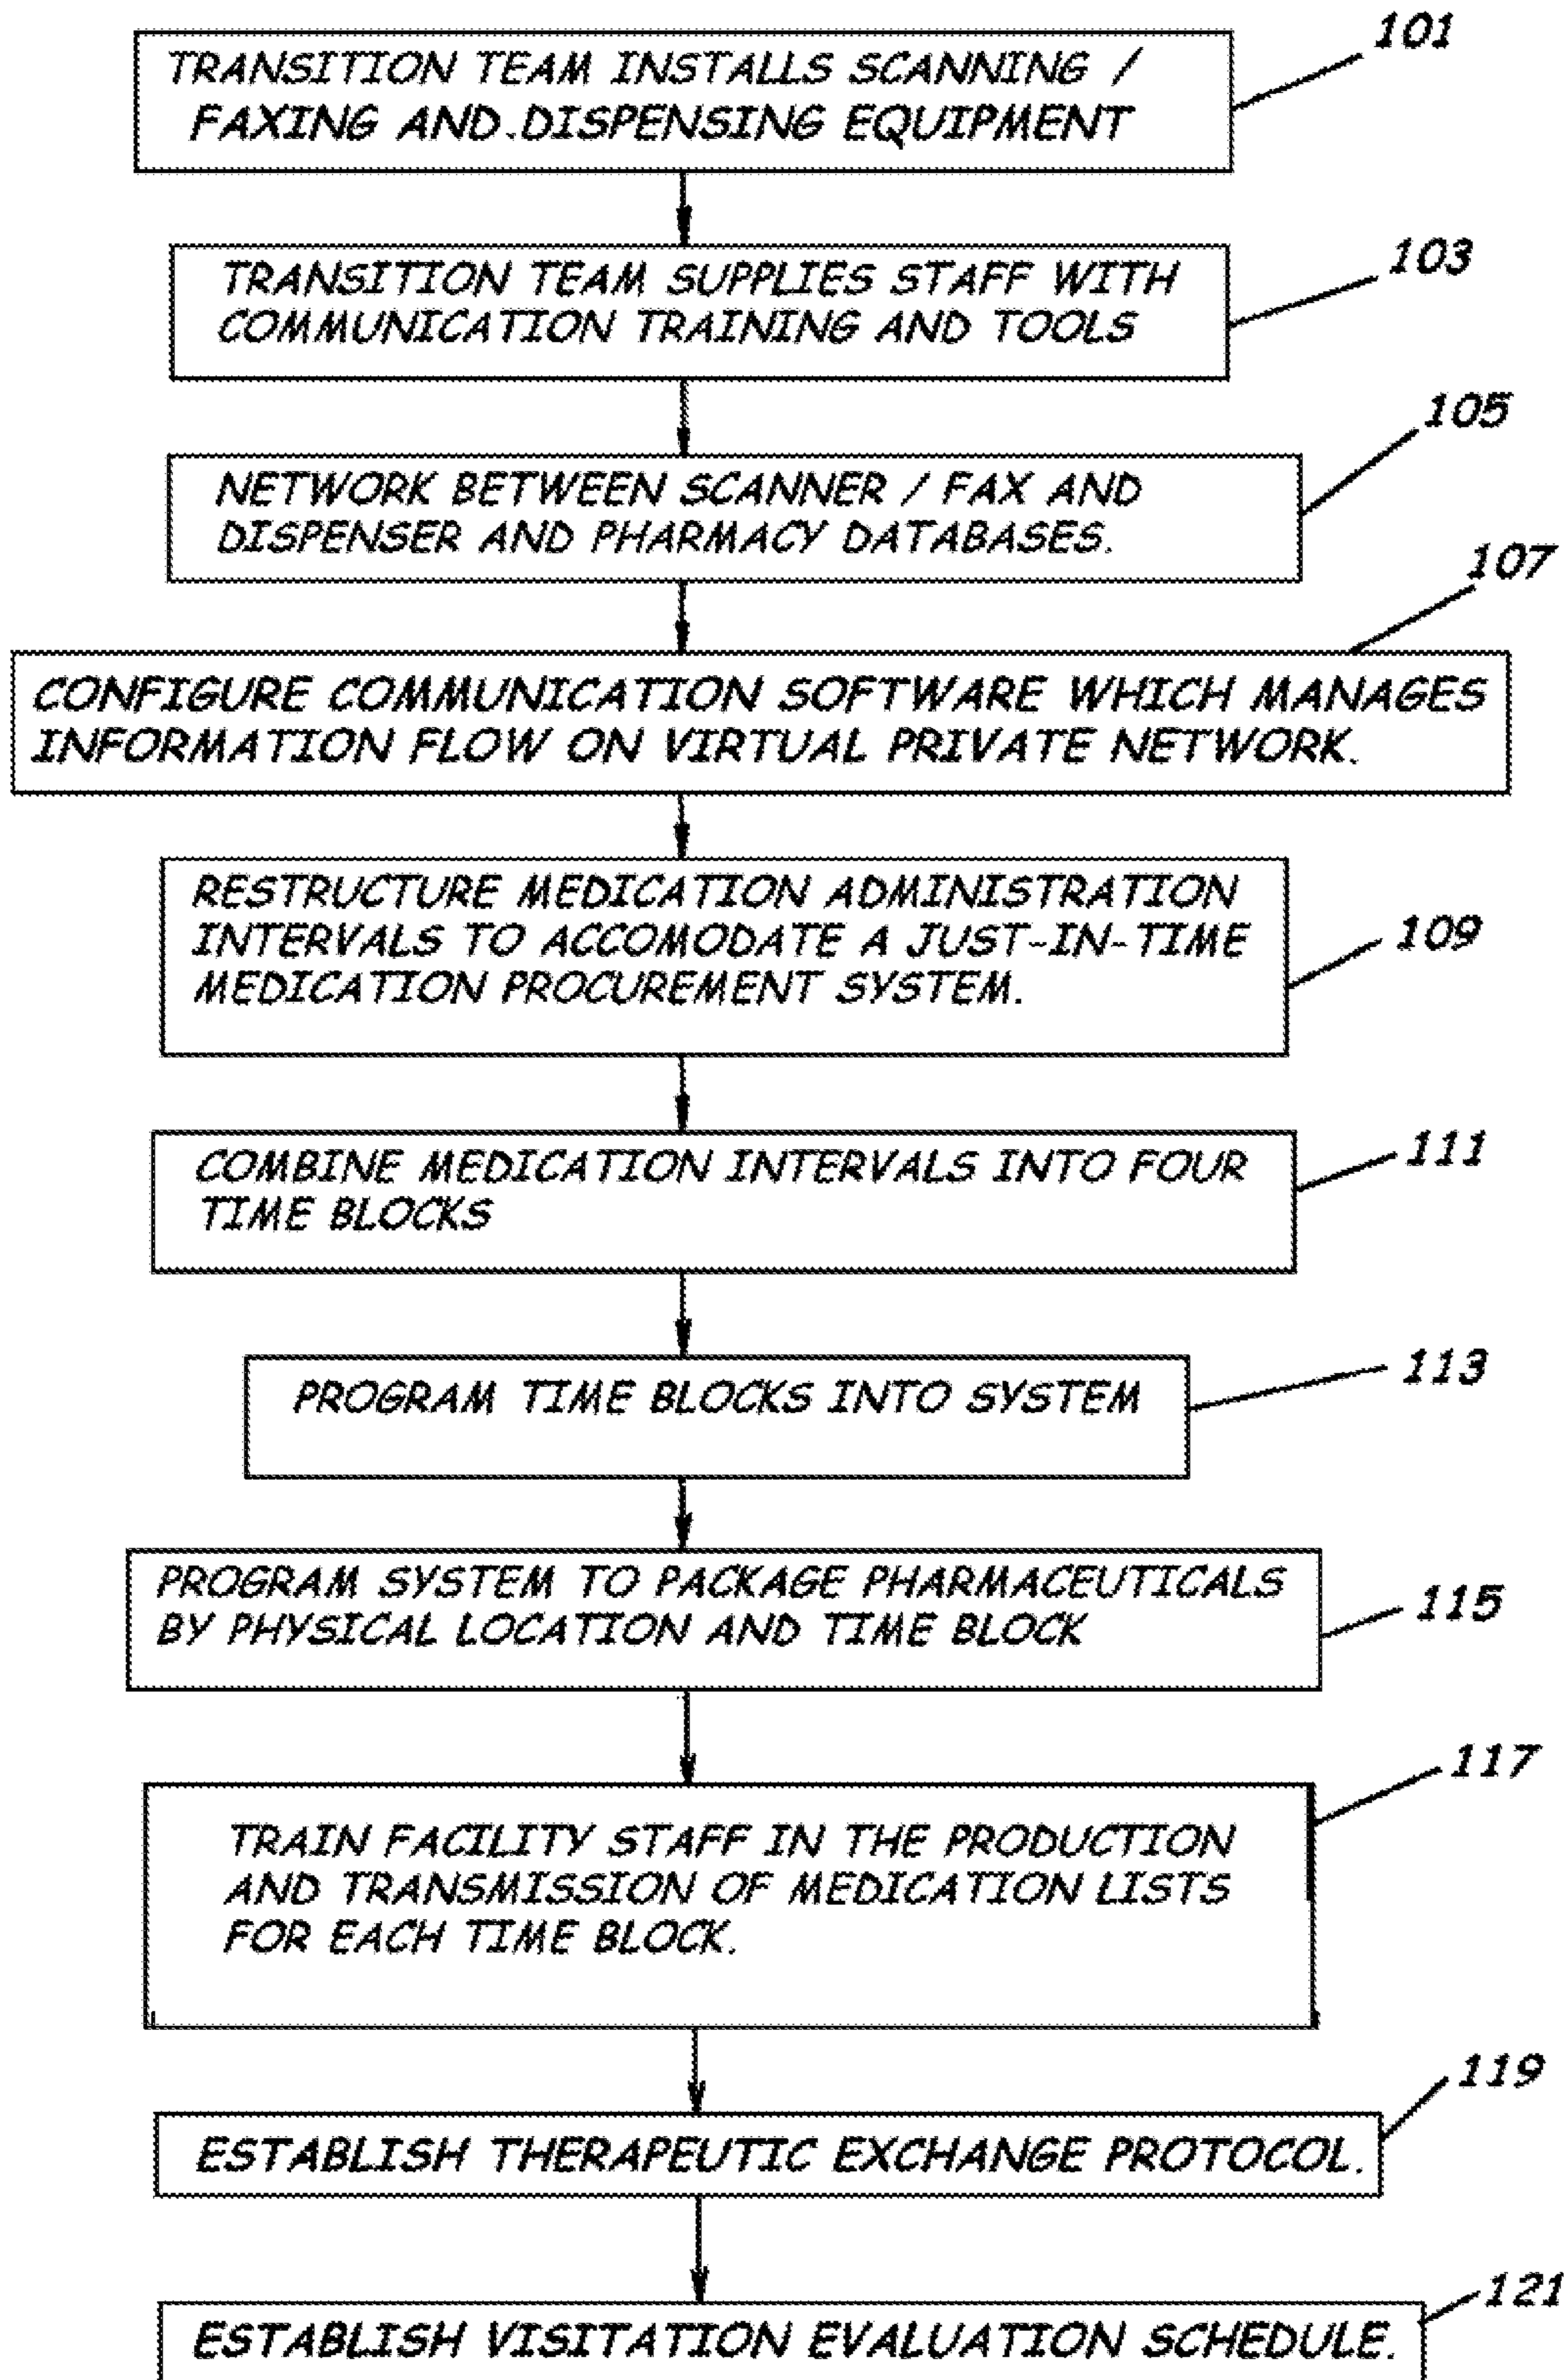 101
TRANSITION TEAM INSTALLS SCANNING /
FAXING AND DISPENSING EQUIPMENT
103
TRANSITION TEAM SUPPLIES STAFF WITH
COMMUNICATION TRAINING AND TOOLS
105
NETWORK BETWEEN SCANNER / FAX AND
DISPENSER AND PHARMACY DATABASES.
107
CONFIGURE COMMUNICATION SOFTWARE WHICH MANAGES
INFORMATION FLOW ON VIRTUAL PRIVATE NETWORK.
RESTRUCTURE MEDICATION ADMINISTRATION
INTERVALS TO ACCOMODATE A JUST-IN-TIME
MEDICATION PROCUREMENT SYSTEM.
109
COMBINE MEDICATION INTERVALS INTO FOUR
TIME BLOCKS
111
PROGRAM TIME BLOCKS INTO SYSTEM
113
PROGRAM SYSTEM TO PACKAGE PHARMACEUTICALS
BY PHYSICAL LOCATION AND TIME BLOCK
115
117
TRAIN FACILITY STAFF IN THE PRODUCTION
AND TRANSMISSION OF MEDICATION LISTS
FOR EACH TIME BLOCK.
119
ESTABLISH THERAPEUTIC EXCHANGE PROTOCOL.
121
ESTABLISH VISITATION EVALUATION SCHEDULE.